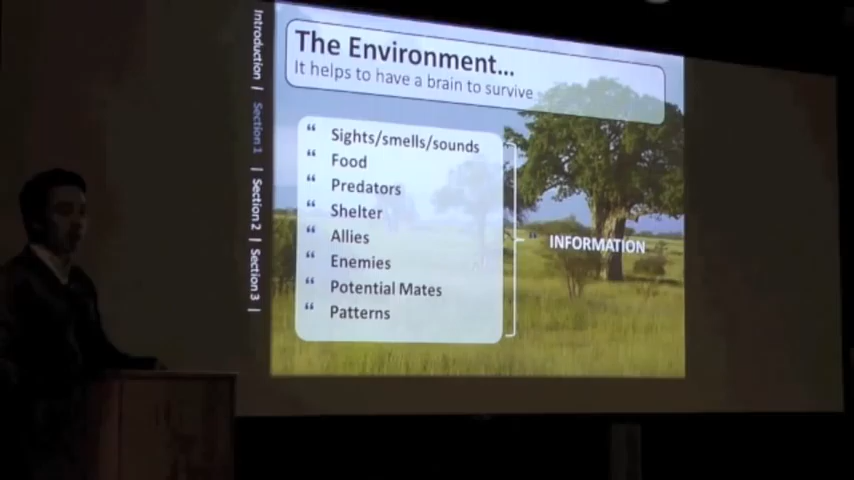 Introduction | Section 1 | Section 2 | Section 3 |
The Environment...
It helps to have a brain to survive
“ Sights/smells/sounds
“ Food
“ Predators
“ Shelter
“ Allies
“ Enemies
“ Potential Mates
“ Patterns
“ INFORMATION